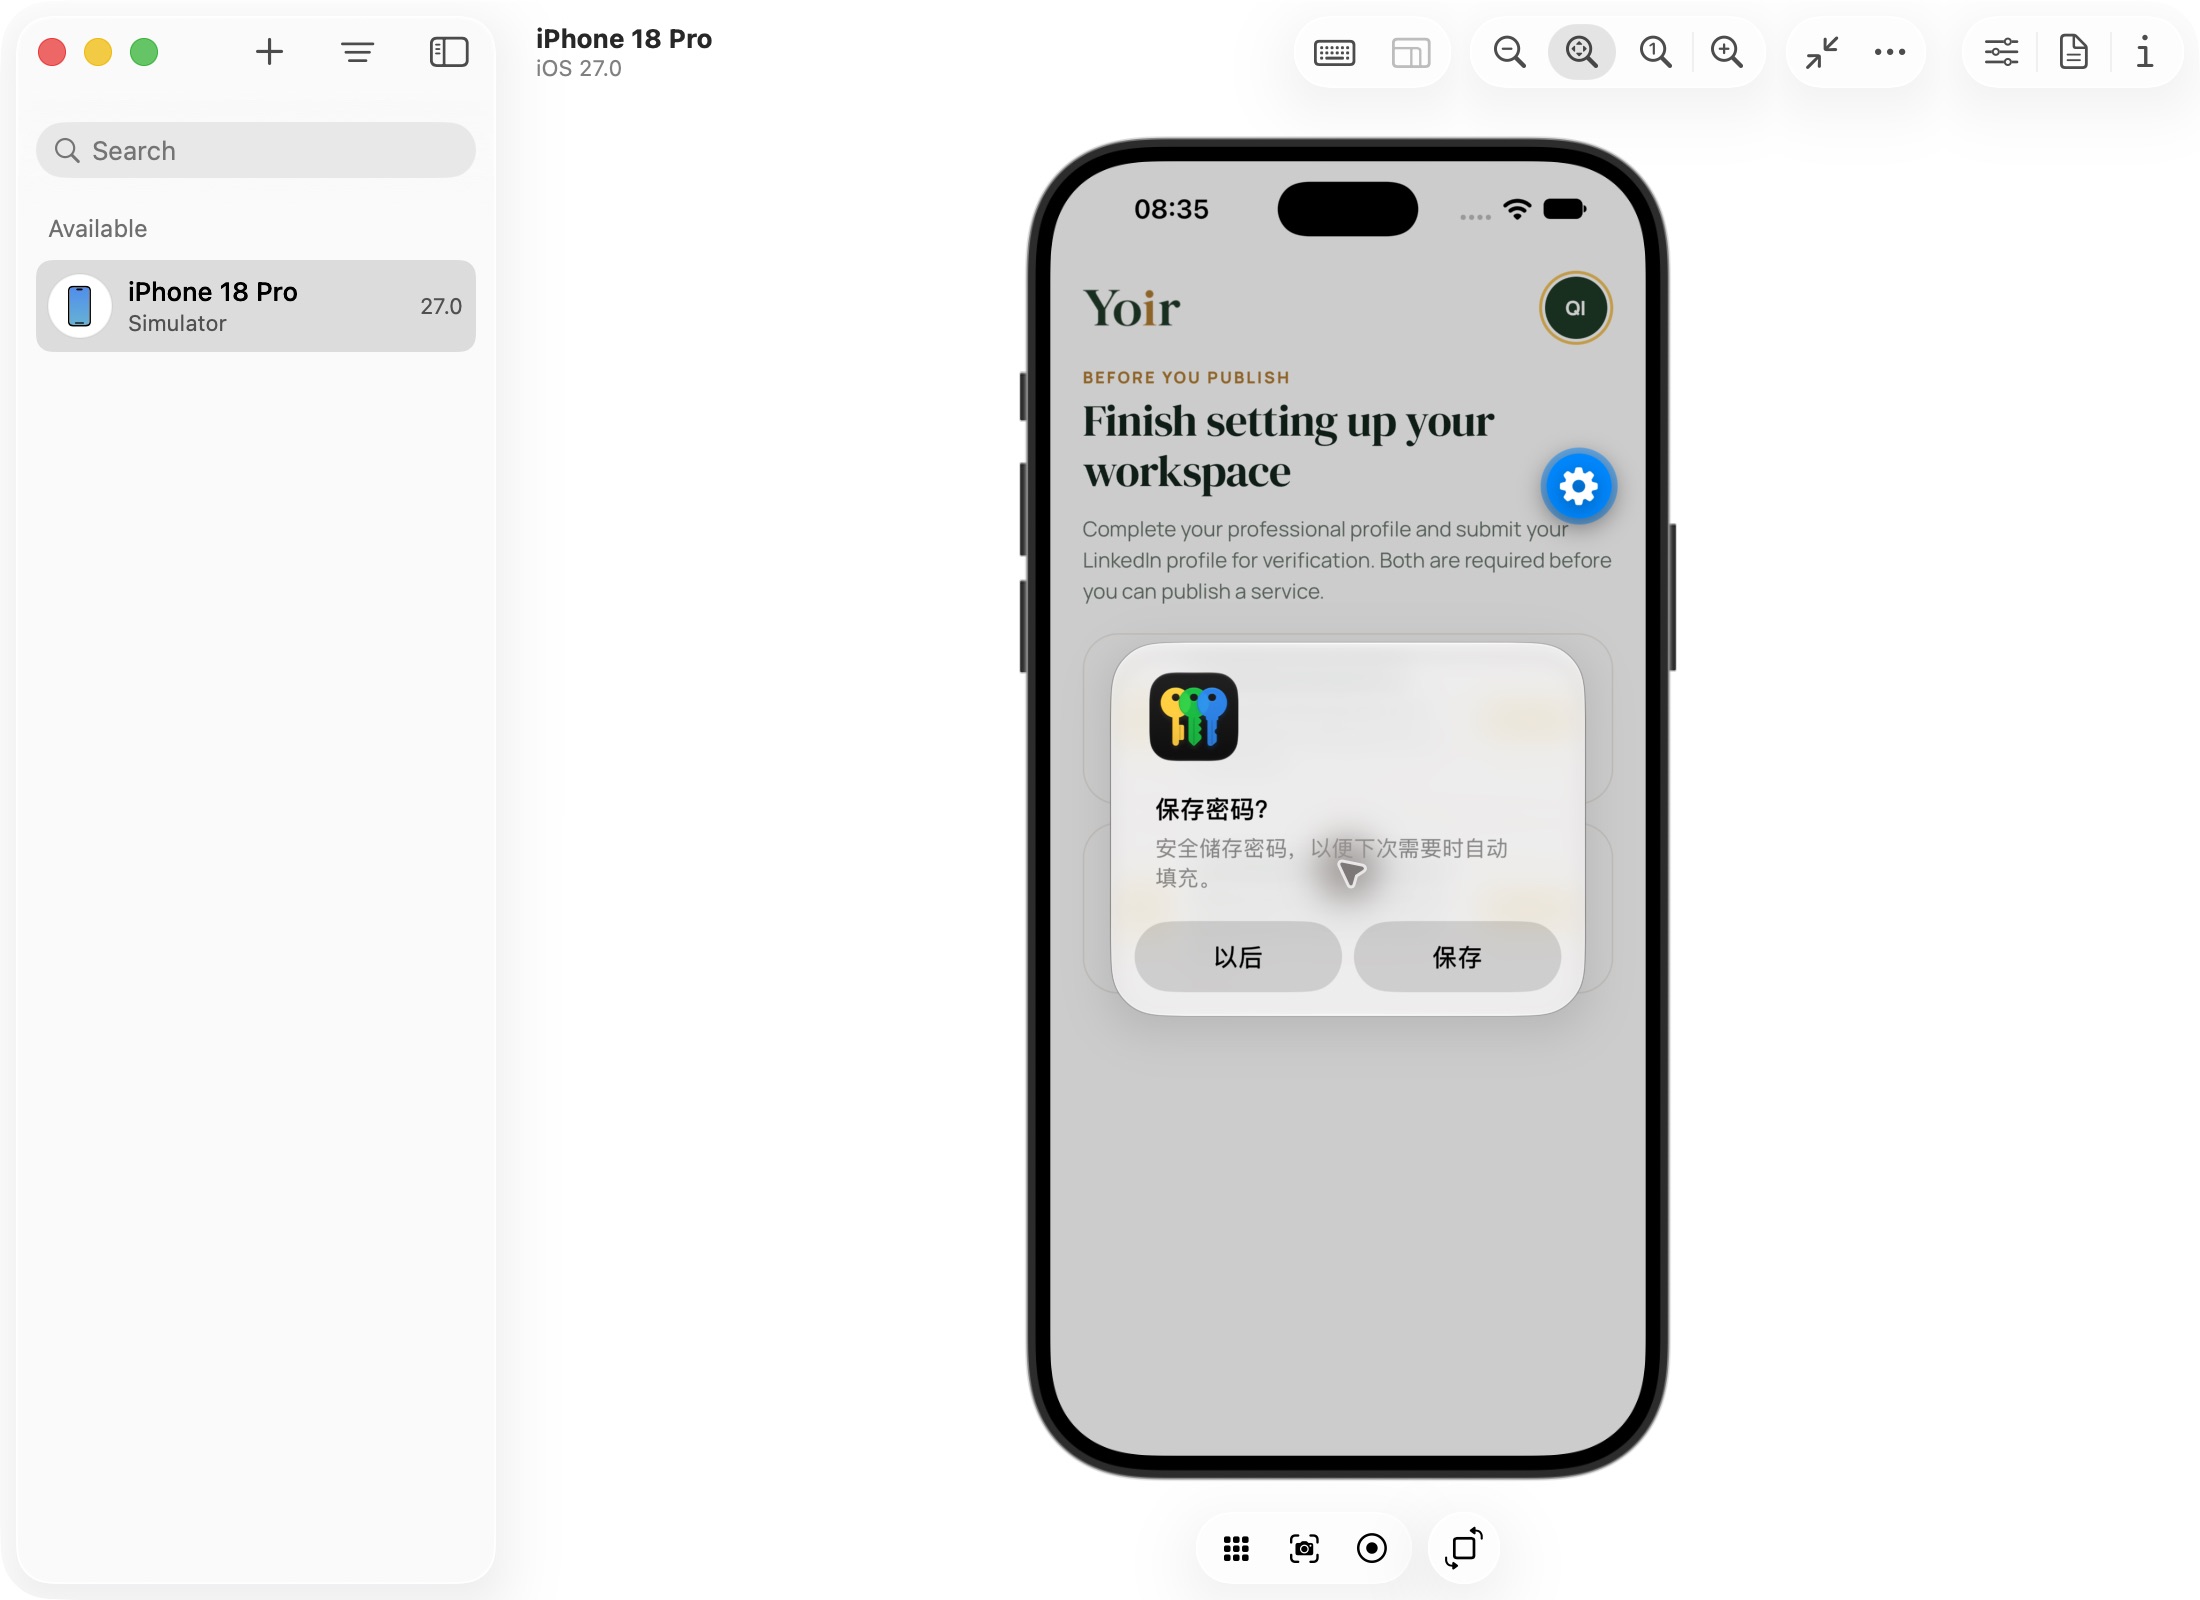 iPhone 18 Pro
iOS 27.0
Search
Available
iPhone 18 Pro
Simulator
27.0
08:35
Yoir
QI
BEFORE YOU PUBLISH
Finish setting up your
workspace
Complete your professional profile and submit your
LinkedIn profile for verification. Both are required before
you can publish a service.
保存密码?
安全储存密码，以便下次需要时自动
填充。
以后
保存